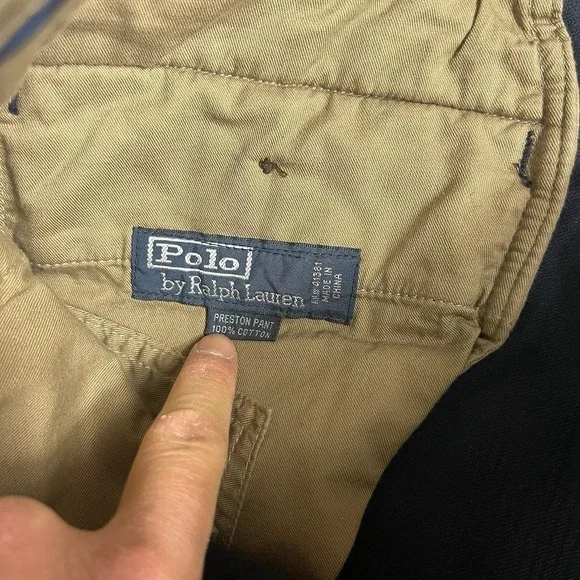 Polo
by Ralph Lauren
RN# 41381
MADE IN
CHINA
PRESTON PANT
100% COTTON